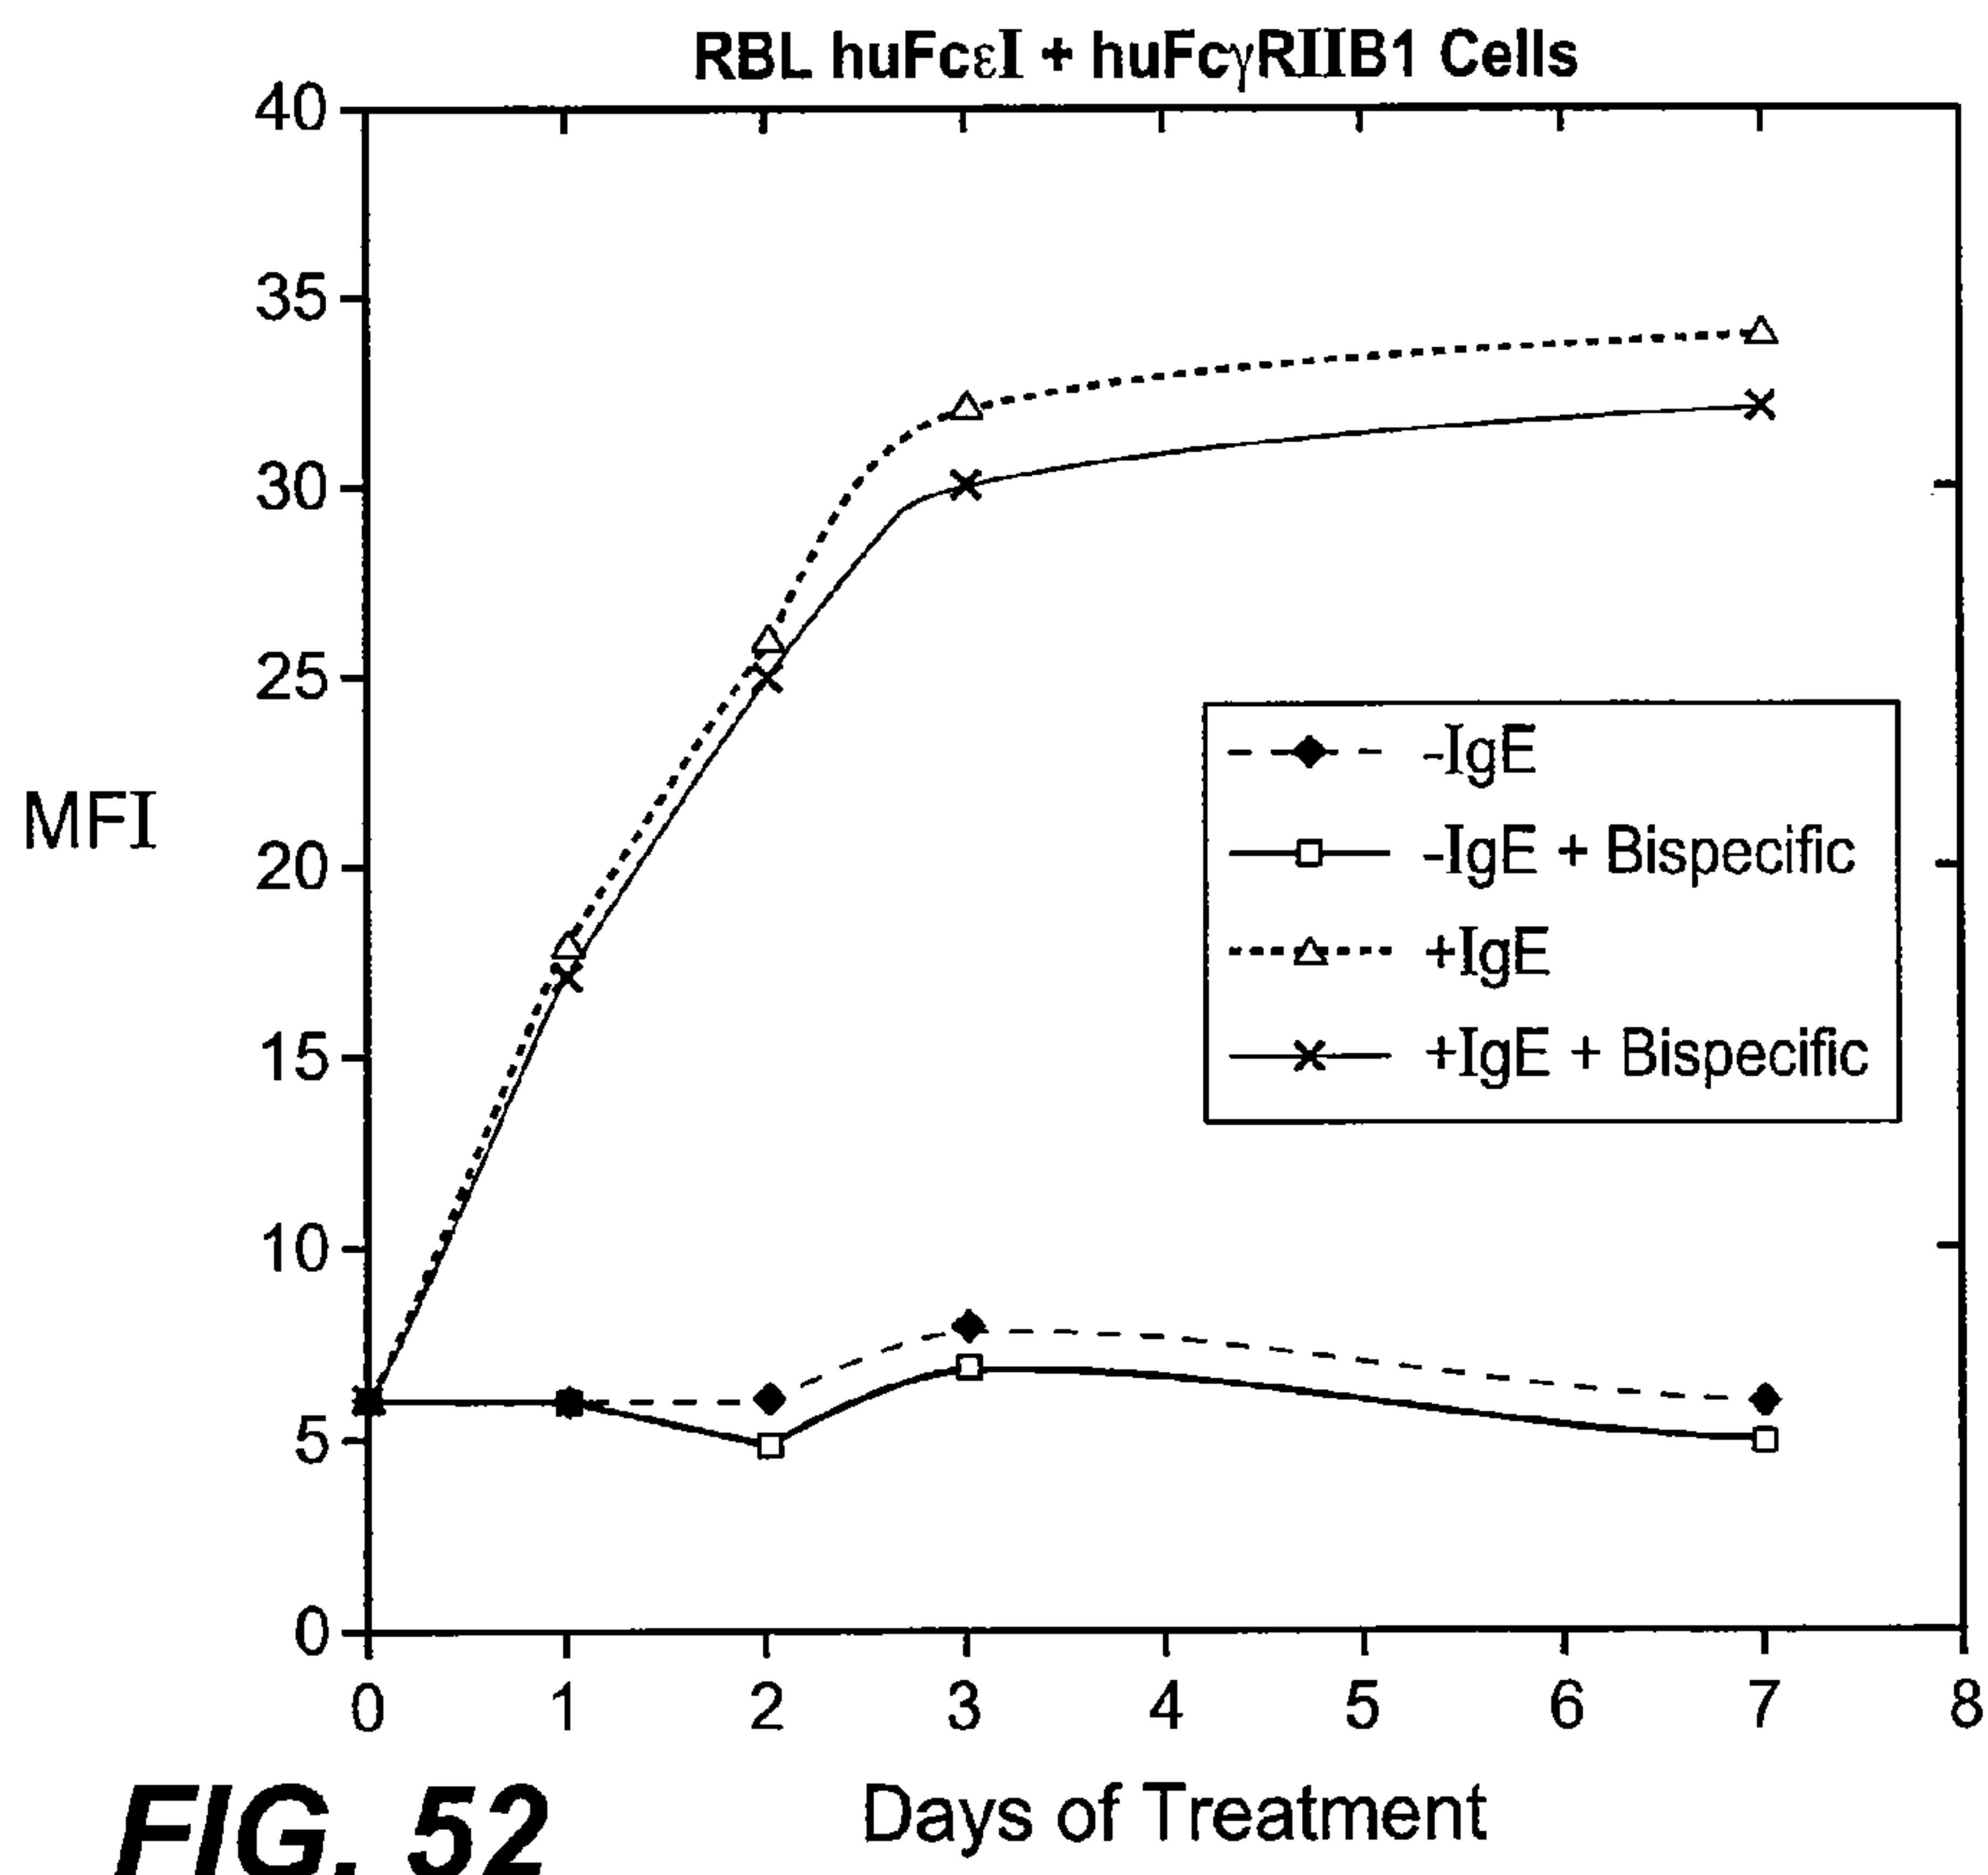 RBL huFcεI + huFcγRIIB1 Cells
40
35
30
25
20
15
10
5
0
MFI
-IgE
-IgE + Bispecific
+IgE
+IgE + Bispecific
0 1 2 3 4 5 6 7 8
Days of Treatment
FIG. 52